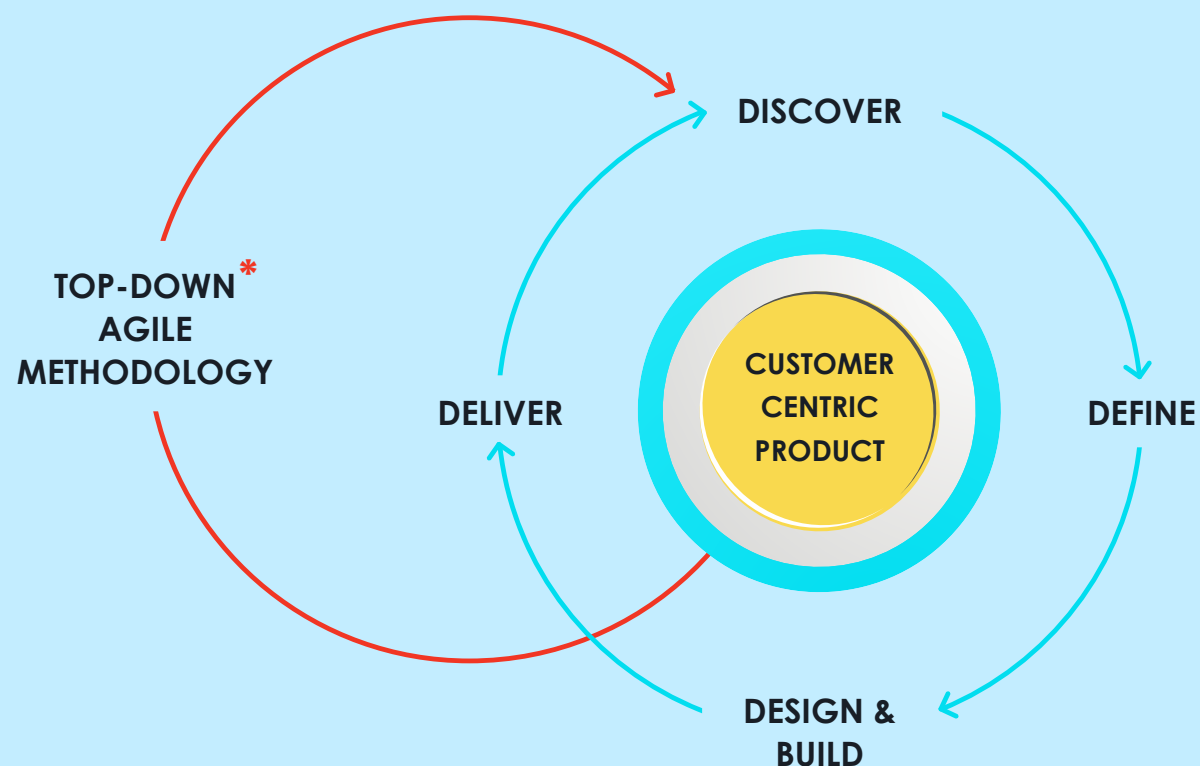 DISCOVER
TOP-DOWN*
AGILE
METHODOLOGY
CUSTOMER
CENTRIC
PRODUCT
DELIVER
DEFINE
DESIGN &
BUILD